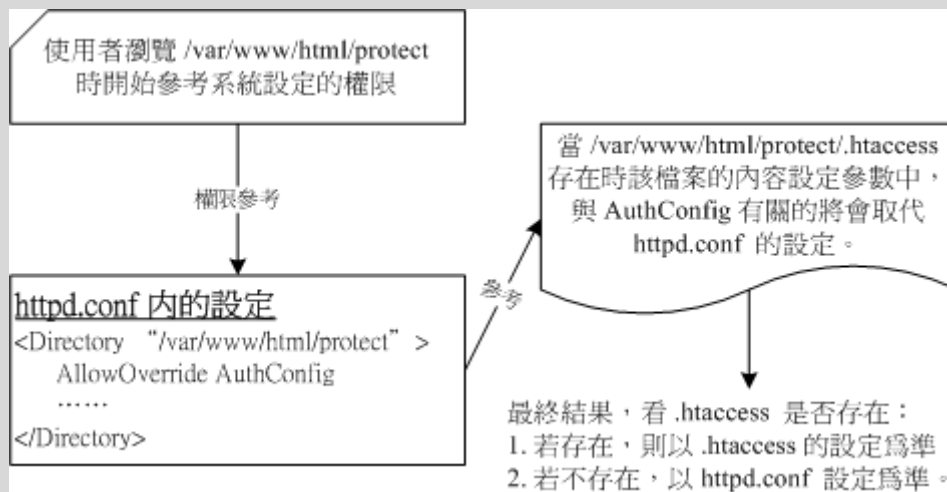 使用者瀏覽 /var/www/html/protect
時開始參考系統設定的權限
權限參考
httpd.conf 內的設定
<Directory “/var/www/html/protect” >
AllowOverride AuthConfig
……
</Directory>
參考
當 /var/www/html/protect/.htaccess
存在時該檔案的內容設定參數中，
與 AuthConfig 有關的將會取代
httpd.conf 的設定。
最終結果，看 .htaccess 是否存在：
1. 若存在，則以 .htaccess 的設定為準
2. 若不存在，以 httpd.conf 設定為準。